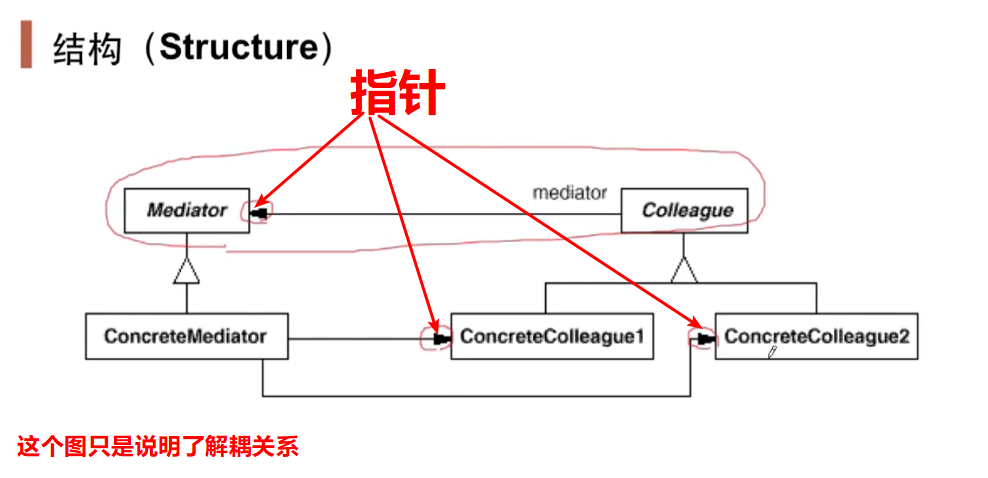 结构（Structure）
指针
mediator
Mediator
Colleague
ConcreteMediator
ConcreteColleague1
ConcreteColleague2
这个图只是说明了解耦关系